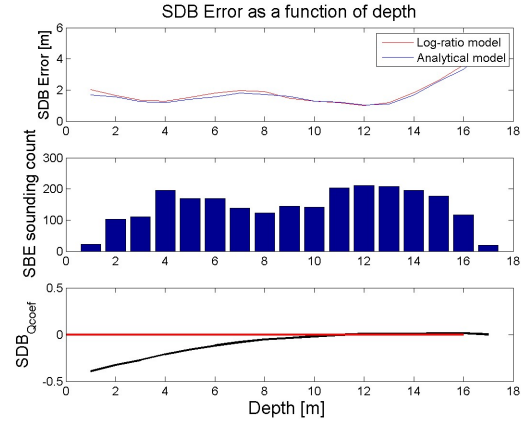 SDB Error as a function of depth
SDB Error [m]
6
4
2
0
Log-ratio model
Analytical model
0 2 4 6 8 10 12 14 16 18
SBE sounding count
300
200
100
0
0 2 4 6 8 10 12 14 16 18
SDB_Qcoef
0.5
0
-0.5
0 2 4 6 8 10 12 14 16 18
Depth [m]